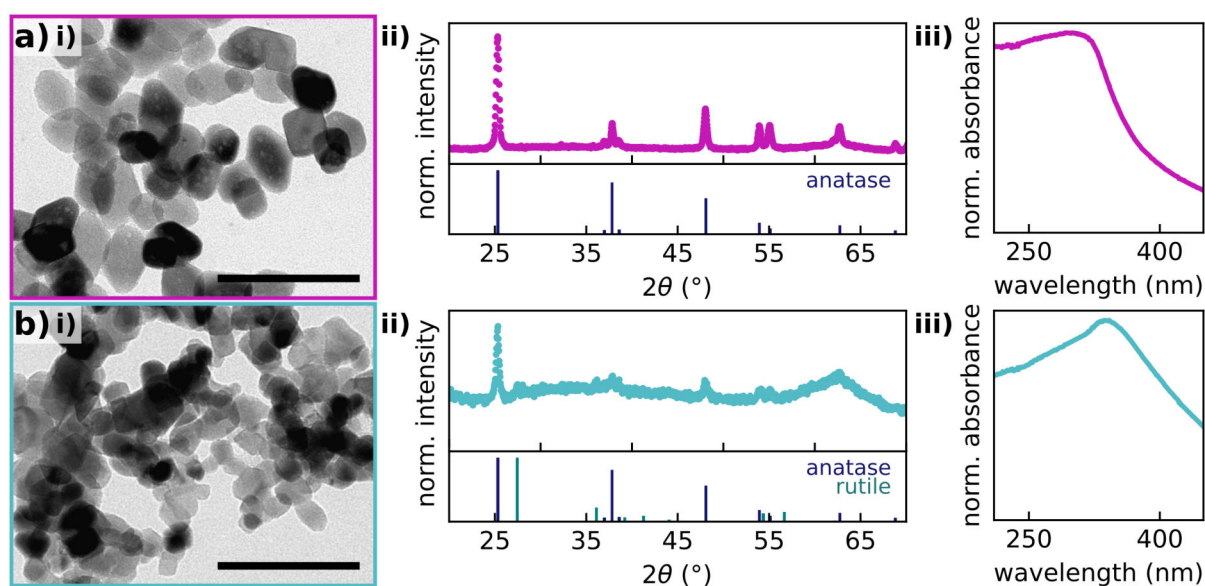 a) i)
ii)
norm. intensity
anatase
25 35 45 55 65
2θ (°)
iii)
norm. absorbance
250 400
wavelength (nm)
b) i)
ii)
norm. intensity
anatase
rutile
25 35 45 55 65
2θ (°)
iii)
norm. absorbance
250 400
wavelength (nm)